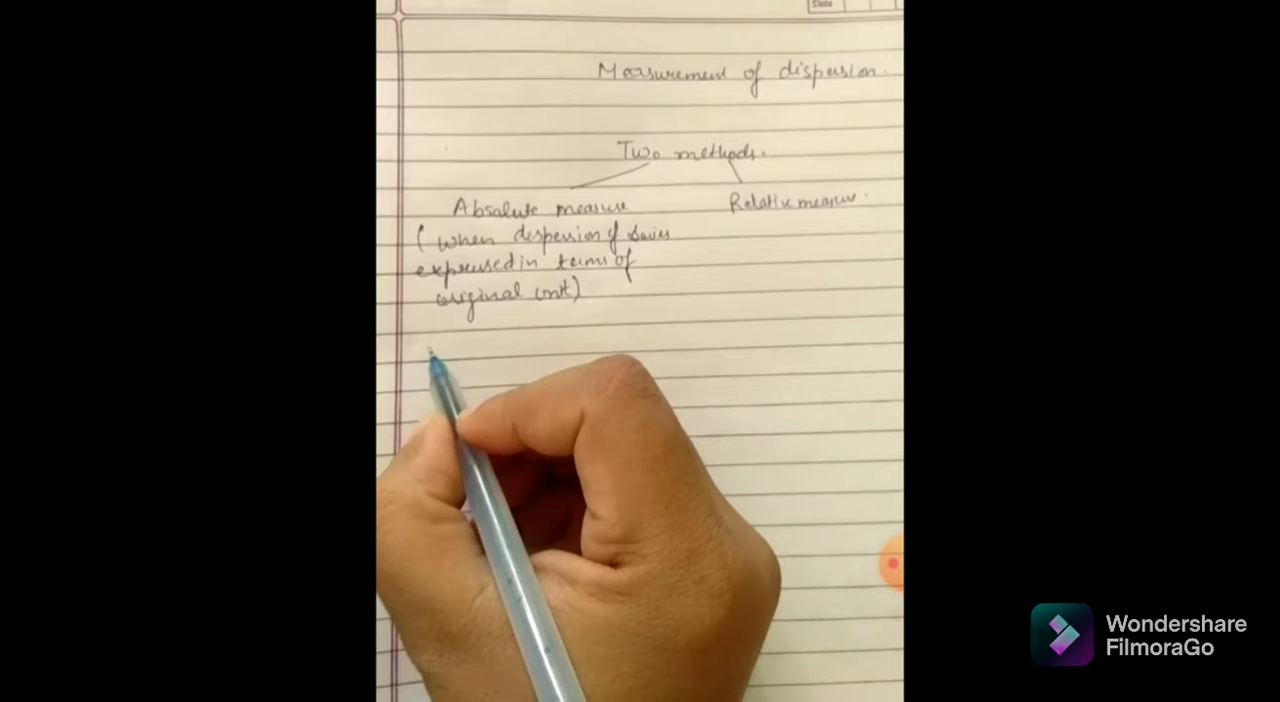 Date
Measurement of dispersion.
Two methods.
Absolute measure
Relative measure.
(when dispersion of series
expressed in terms of
original unit)
Wondershare
FilmoraGo